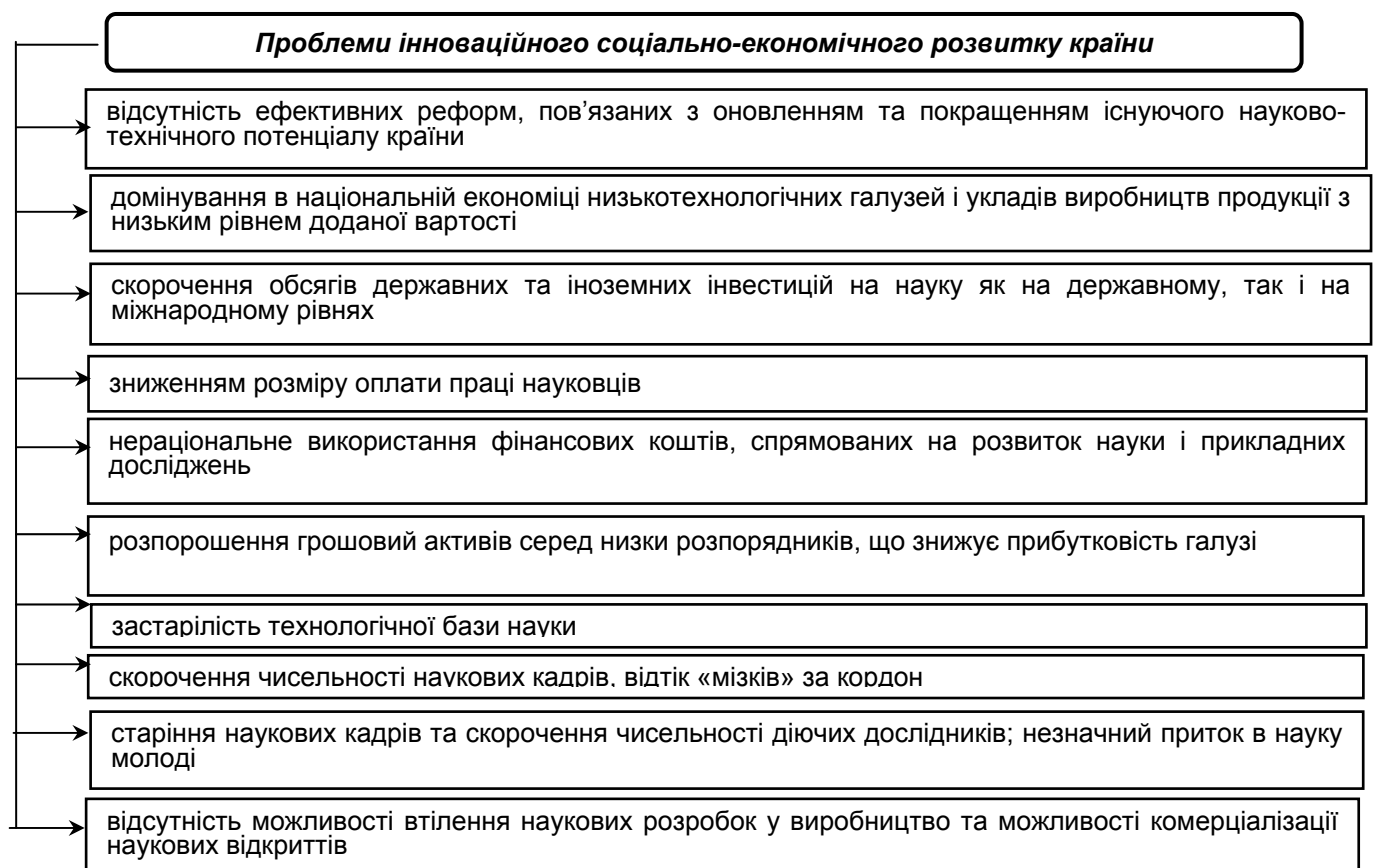 Проблеми інноваційного соціально-економічного розвитку країни
відсутність ефективних реформ, пов’язаних з оновленням та покращенням існуючого науково-
технічного потенціалу країни
домінування в національній економіці низькотехнологічних галузей і укладів виробництв продукції з
низьким рівнем доданої вартості
скорочення обсягів державних та іноземних інвестицій на науку як на державному, так і на
міжнародному рівнях
зниженням розміру оплати праці науковців
нераціональне використання фінансових коштів, спрямованих на розвиток науки і прикладних
досліджень
розпорошення грошовий активів серед низки розпорядників, що знижує прибутковість галузі
застарілість технологічної бази науки
скорочення чисельності наукових кадрів, відтік «мізків» за кордон
старіння наукових кадрів та скорочення чисельності діючих дослідників; незначний приток в науку
молоді
відсутність можливості втілення наукових розробок у виробництво та можливості комерціалізації
наукових відкриттів